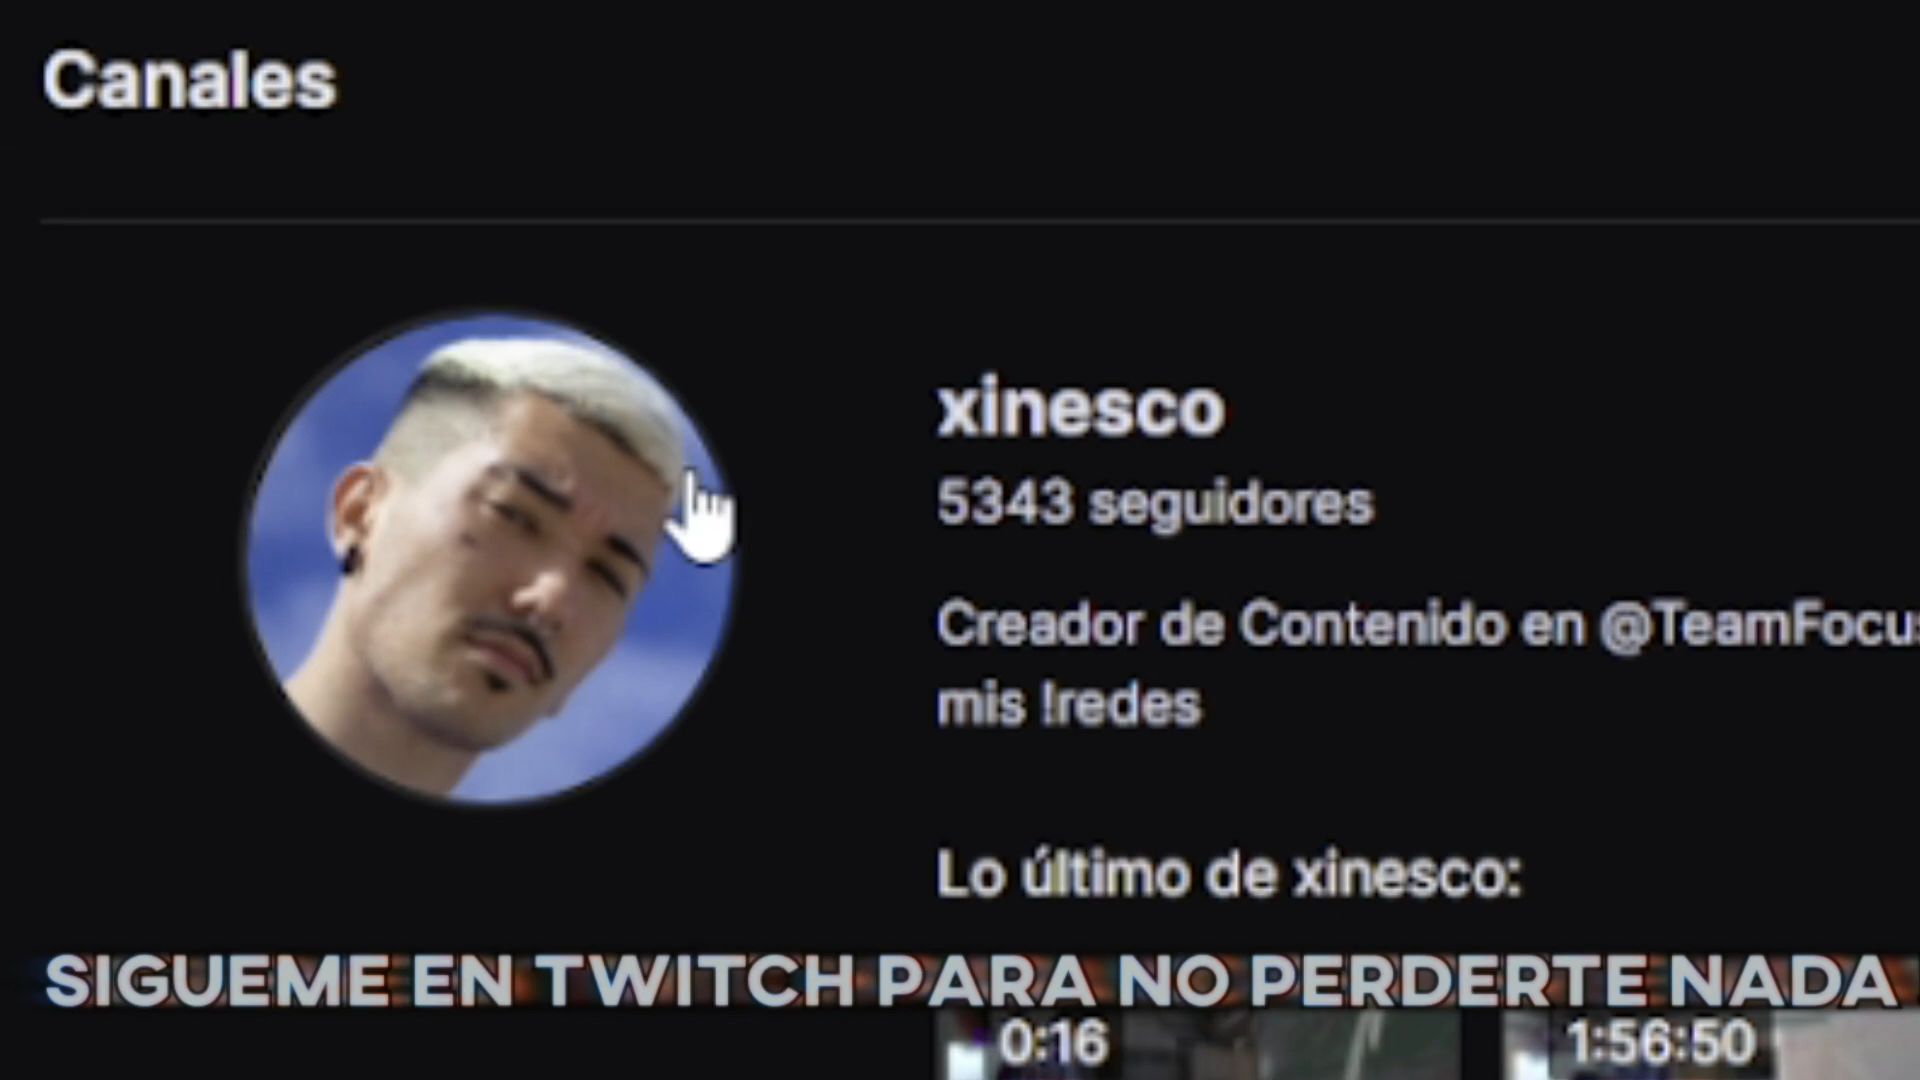 Canales
xinesco
5343 seguidores
Creador de Contenido en @TeamFocus
mis !redes
Lo último de xinesco:
SIGUEME EN TWITCH PARA NO PERDERTE NADA
0:16
1:56:50